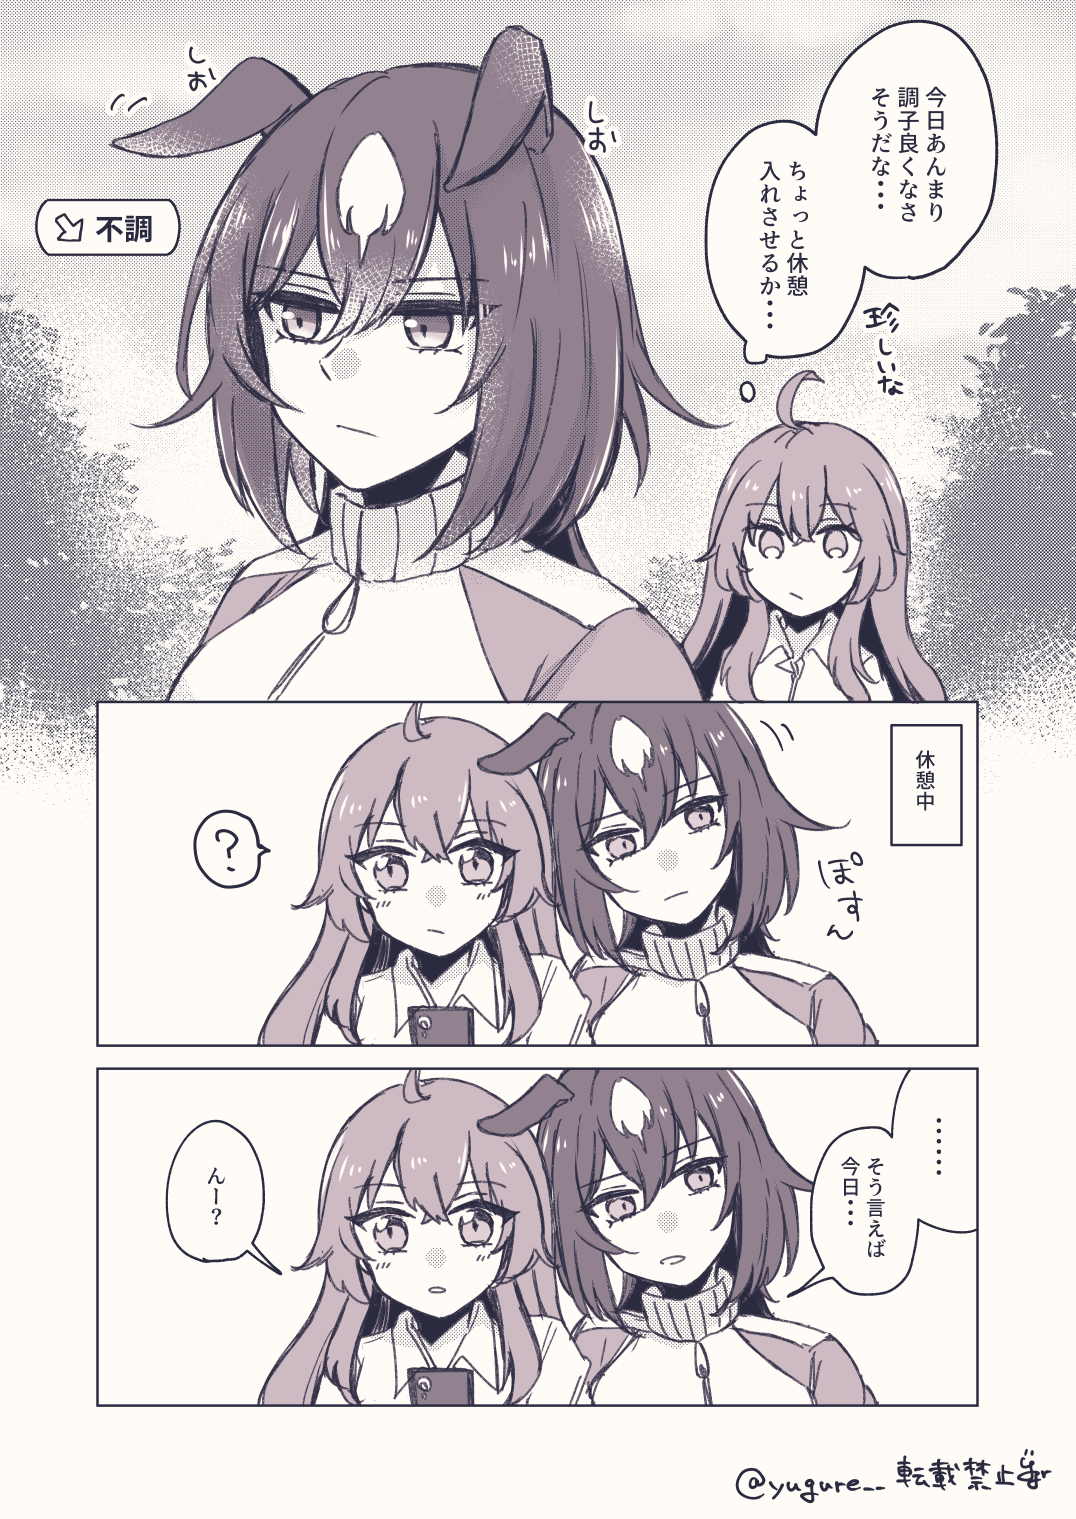 今日あんまり
調子良くなさ
そうだな・・・
ちょっと休憩
入れさせるか・・・
珍しいな
しお
しお
不調
休憩中
ぽすん
?
・・・・・
そう言えば
今日・・・
んー?
@yugure__ 転載禁止